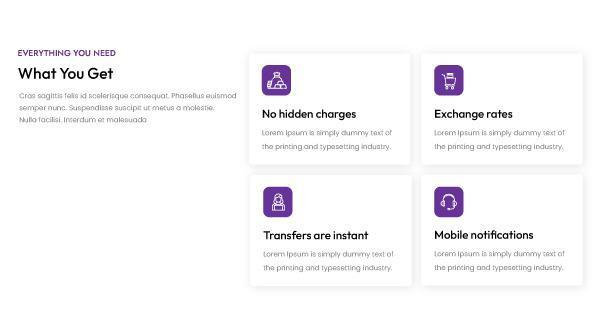 EVERYTHING YOU NEED
What You Get
Cras sagittis felis id scelerisque consequat. Phasellus euismod
semper nunc. Suspendisse suscipit ut metus a molestie.
Nulla facilisi. Interdum et malesuada
No hidden charges
Lorem Ipsum is simply dummy text of
the printing and typesetting industry.
Exchange rates
Lorem Ipsum is simply dummy text of
the printing and typesetting industry.
Transfers are instant
Lorem Ipsum is simply dummy text of
the printing and typesetting industry.
Mobile notifications
Lorem Ipsum is simply dummy text of
the printing and typesetting industry.